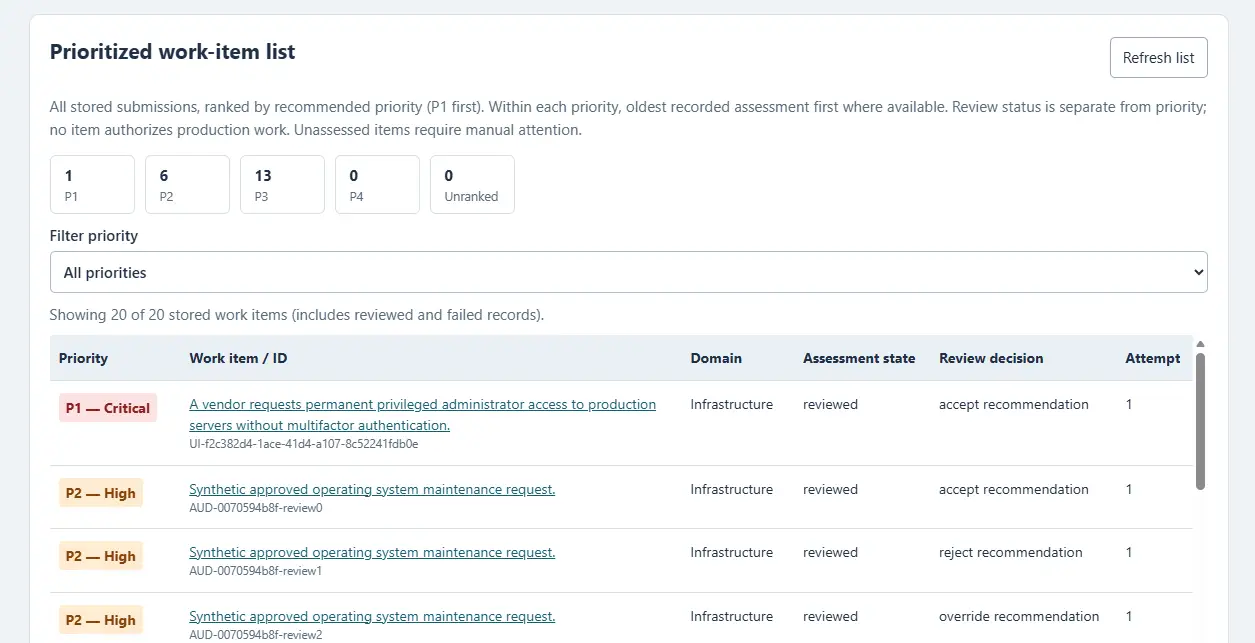 Prioritized work-item list
Refresh list
All stored submissions, ranked by recommended priority (P1 first). Within each priority, oldest recorded assessment first where available. Review status is separate from priority;
no item authorizes production work. Unassessed items require manual attention.
1 6 13 0 0
P1 P2 P3 P4 Unranked
Filter priority
All priorities
Showing 20 of 20 stored work items (includes reviewed and failed records).
Priority Work item / ID Domain Assessment state Review decision Attempt
P1 — Critical A vendor requests permanent privileged administrator access to production Infrastructure reviewed accept recommendation 1
servers without multifactor authentication.
UI-f2c382d4-1ace-41d4-a107-8c52241fdb0e
P2 — High Synthetic approved operating system maintenance request. Infrastructure reviewed accept recommendation 1
AUD-0070594b8f-review0
P2 — High Synthetic approved operating system maintenance request. Infrastructure reviewed reject recommendation 1
AUD-0070594b8f-review1
P2 — High Synthetic approved operating system maintenance request. Infrastructure reviewed override recommendation 1
AUD-0070594b8f-review2